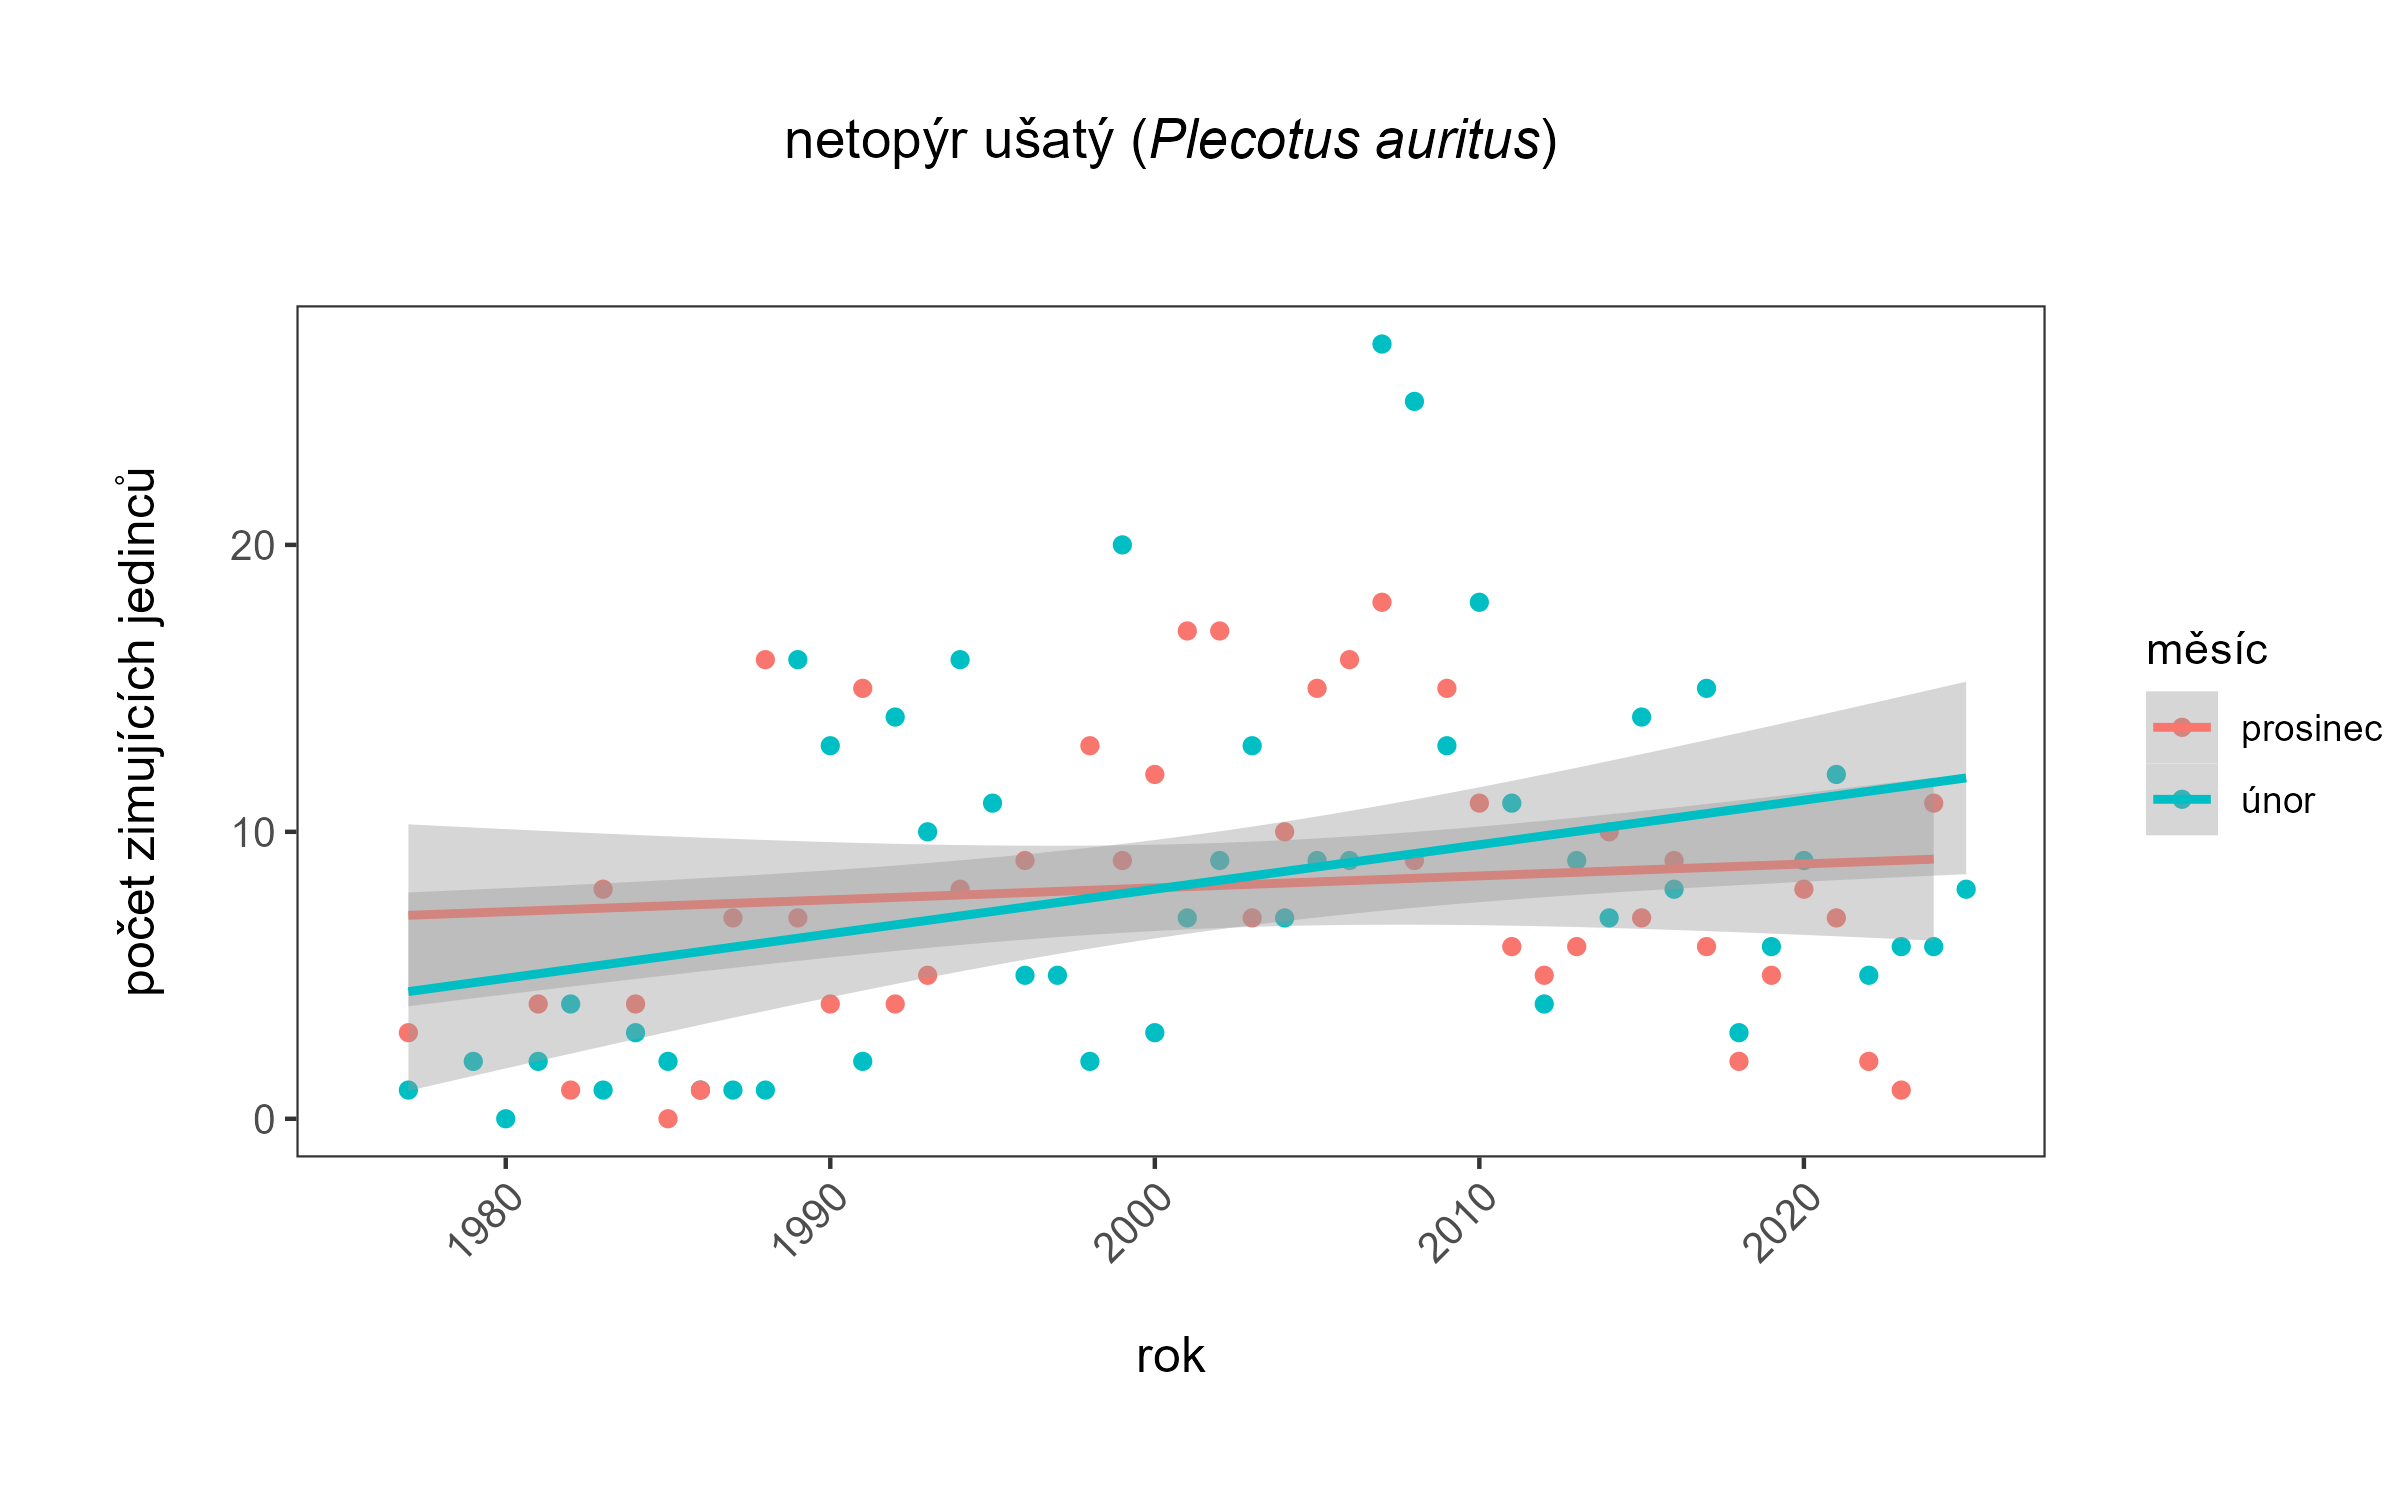 netopýr ušatý (Plecotus auritus)
počet zimujících jedinců
20
10
0
1980
1990
2000
2010
2020
rok
měsíc
prosinec
únor